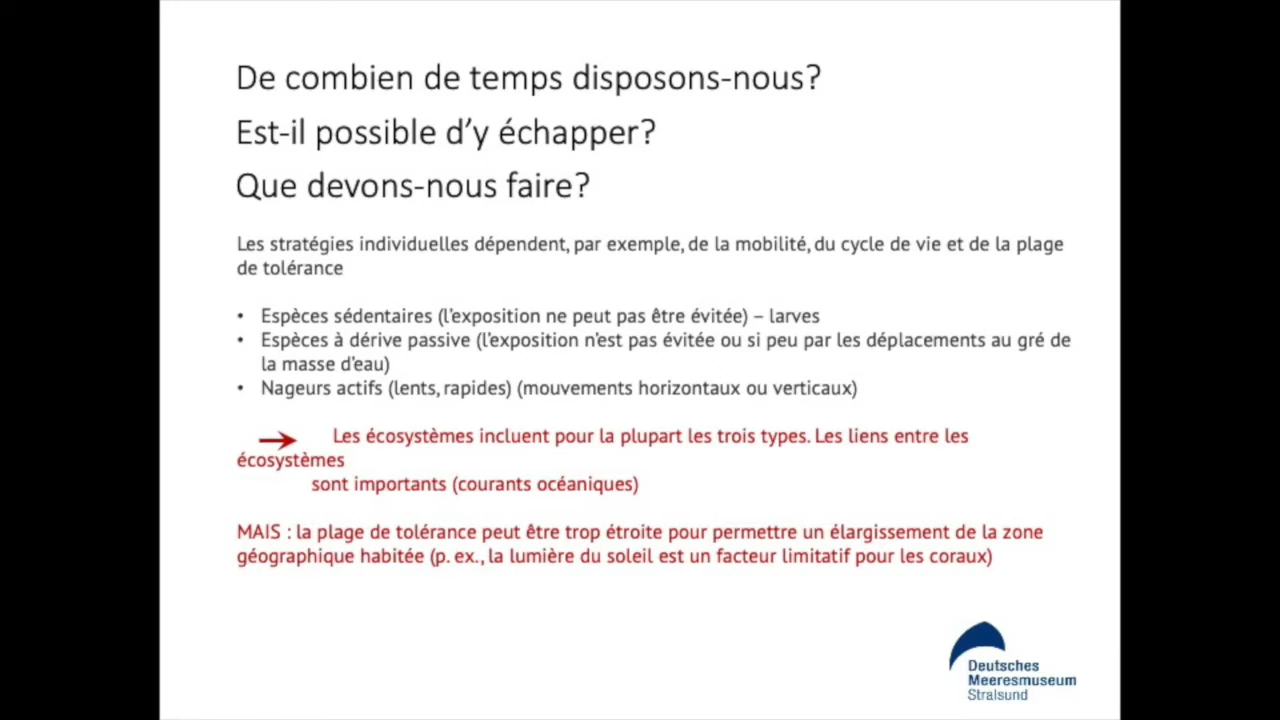 De combien de temps disposons-nous?
Est-il possible d’y échapper?
Que devons-nous faire?
Les stratégies individuelles dépendent, par exemple, de la mobilité, du cycle de vie et de la plage
de tolérance
• Espèces sédentaires (l’exposition ne peut pas être évitée) – larves
• Espèces à dérive passive (l’exposition n’est pas évitée ou si peu par les déplacements au gré de
la masse d’eau)
• Nageurs actifs (lents, rapides) (mouvements horizontaux ou verticaux)
Les écosystèmes incluent pour la plupart les trois types. Les liens entre les
écosystèmes
sont importants (courants océaniques)
MAIS : la plage de tolérance peut être trop étroite pour permettre un élargissement de la zone
géographique habitée (p. ex., la lumière du soleil est un facteur limitatif pour les coraux)
Deutsches
Meeresmuseum
Stralsund